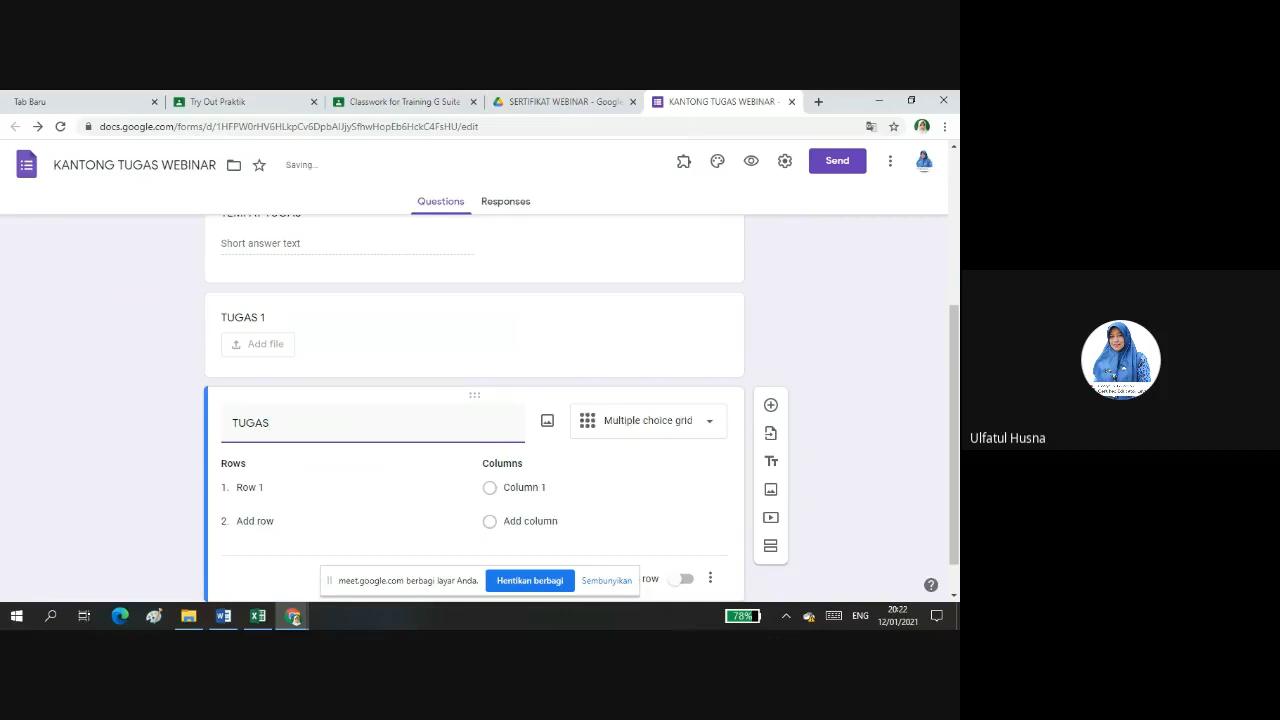 Tab Baru
Try Out Praktik
Classwork for Training G Suite
SERTIFIKAT WEBINAR - Google
KANTONG TUGAS WEBINAR -
docs.google.com/forms/d/1HFPW0rHV6HLkpCv6DpbAlJjySfhwHopEb6HckC4FsHU/edit
KANTONG TUGAS WEBINAR
Saving...
Send
Questions
Responses
TEMPAT TUGAS
Short answer text
TUGAS 1
Add file
TUGAS
Multiple choice grid
Rows
Columns
1. Row 1
Column 1
2. Add row
Add column
meet.google.com berbagi layar Anda.
Hentikan berbagi
Sembunyikan
row
78%
ENG
20:22
12/01/2021
Ulfatul Husna